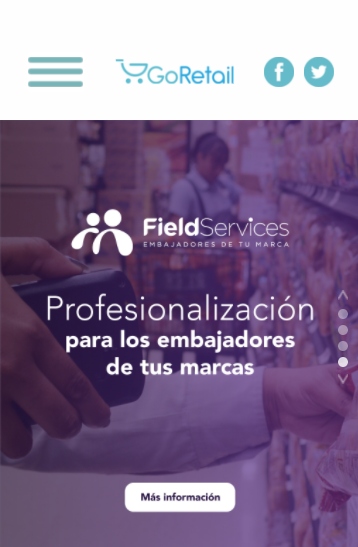 GoRetail
FieldServices
EMBAJADORES DE TU MARCA
Profesionalización
para los embajadores
de tus marcas
Más información